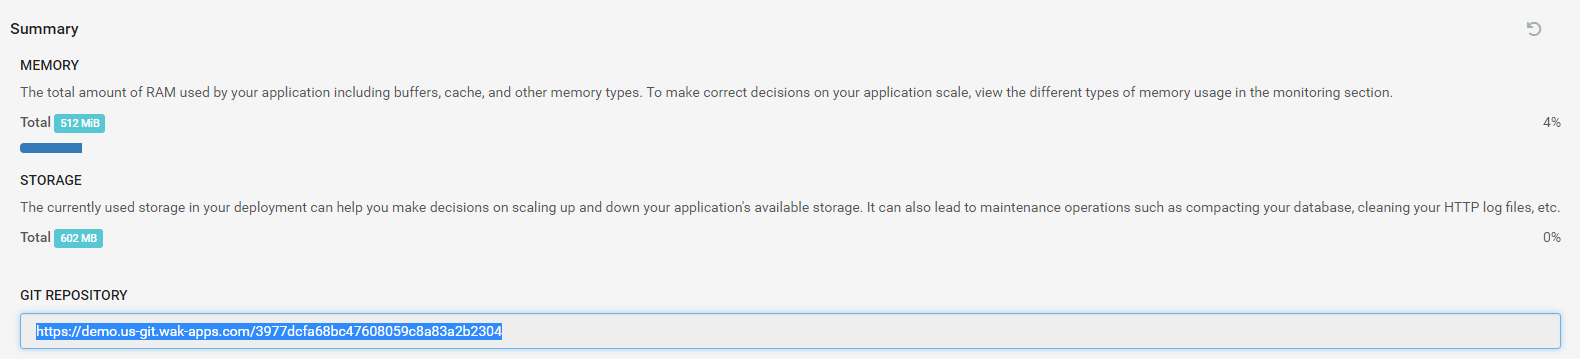 Summary
MEMORY
The total amount of RAM used by your application including buffers, cache, and other memory types. To make correct decisions on your application scale, view the different types of memory usage in the monitoring section.
Total 512 MiB 4%
STORAGE
The currently used storage in your deployment can help you make decisions on scaling up and down your application's available storage. It can also lead to maintenance operations such as compacting your database, cleaning your HTTP log files, etc.
Total 602 MB 0%
GIT REPOSITORY
https://demo.us-git.wak-apps.com/3977dcfa68bc47608059c8a83a2b2304